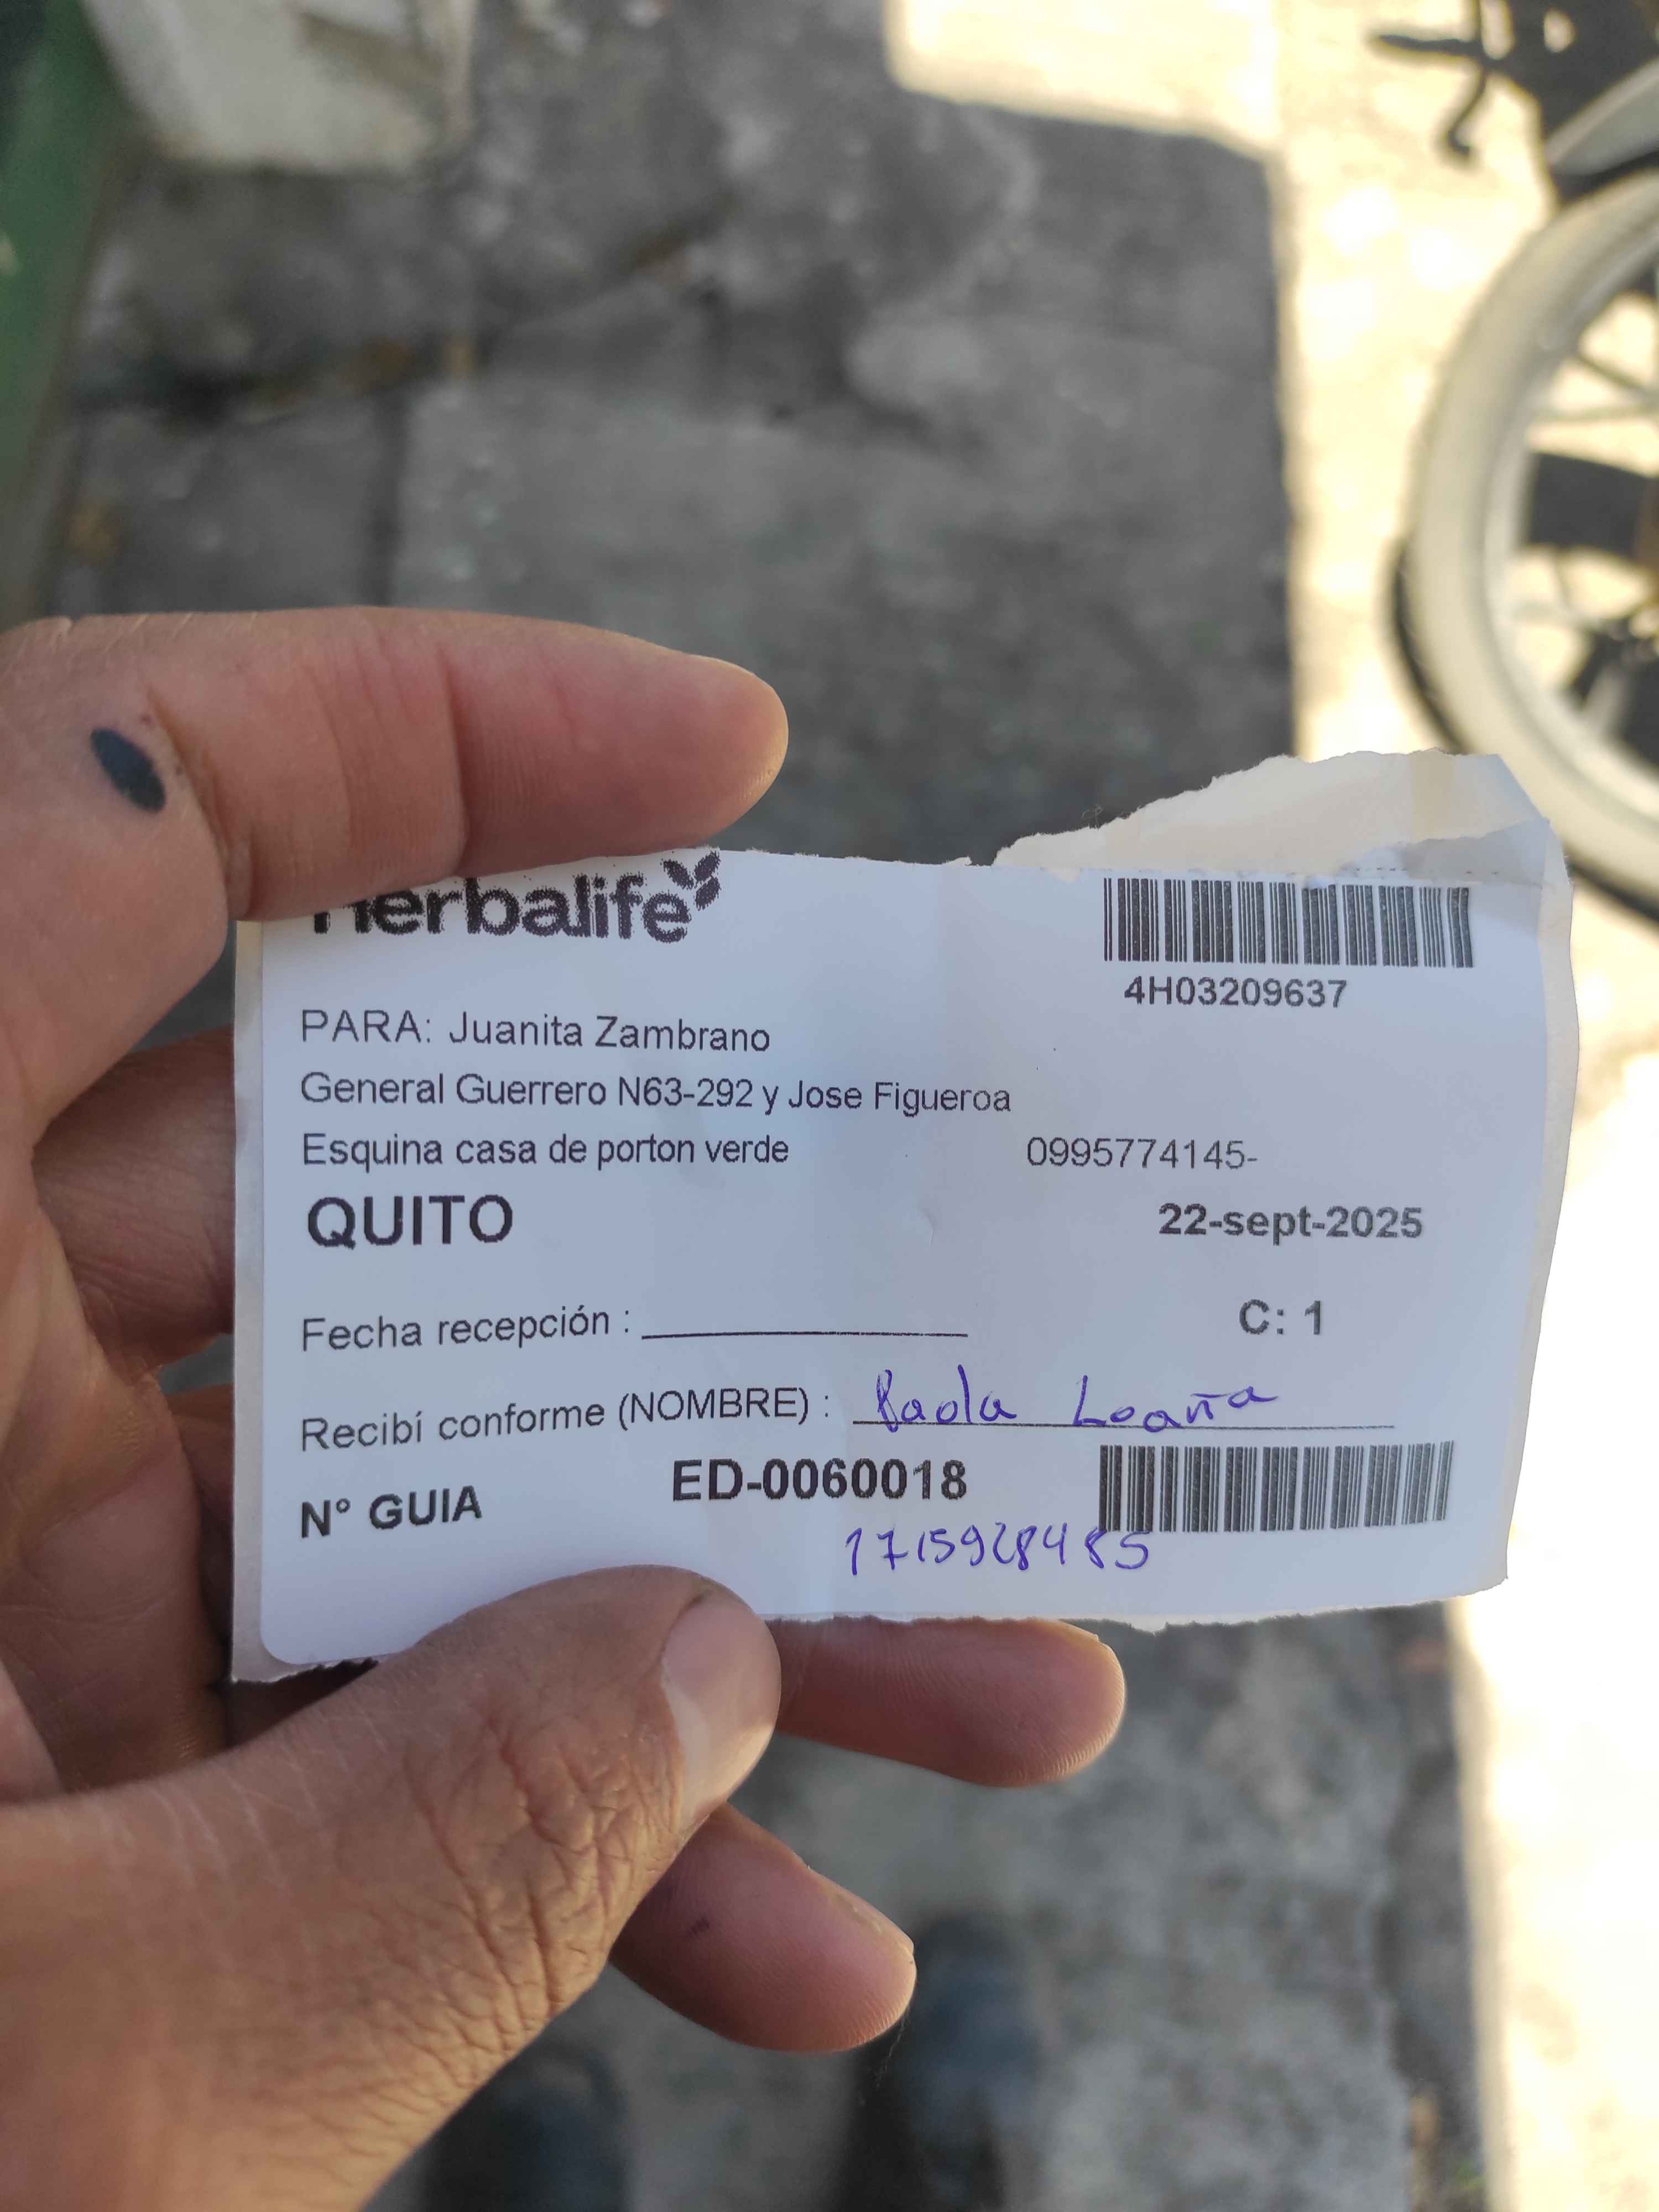 Herbalife
4H03209637
PARA: Juanita Zambrano
General Guerrero N63-292 y Jose Figueroa
Esquina casa de porton verde 0995774145-
QUITO 22-sept-2025
Fecha recepción : C: 1
Recibí conforme (NOMBRE) : Paola Loaña
N° GUIA ED-0060018
1715928485